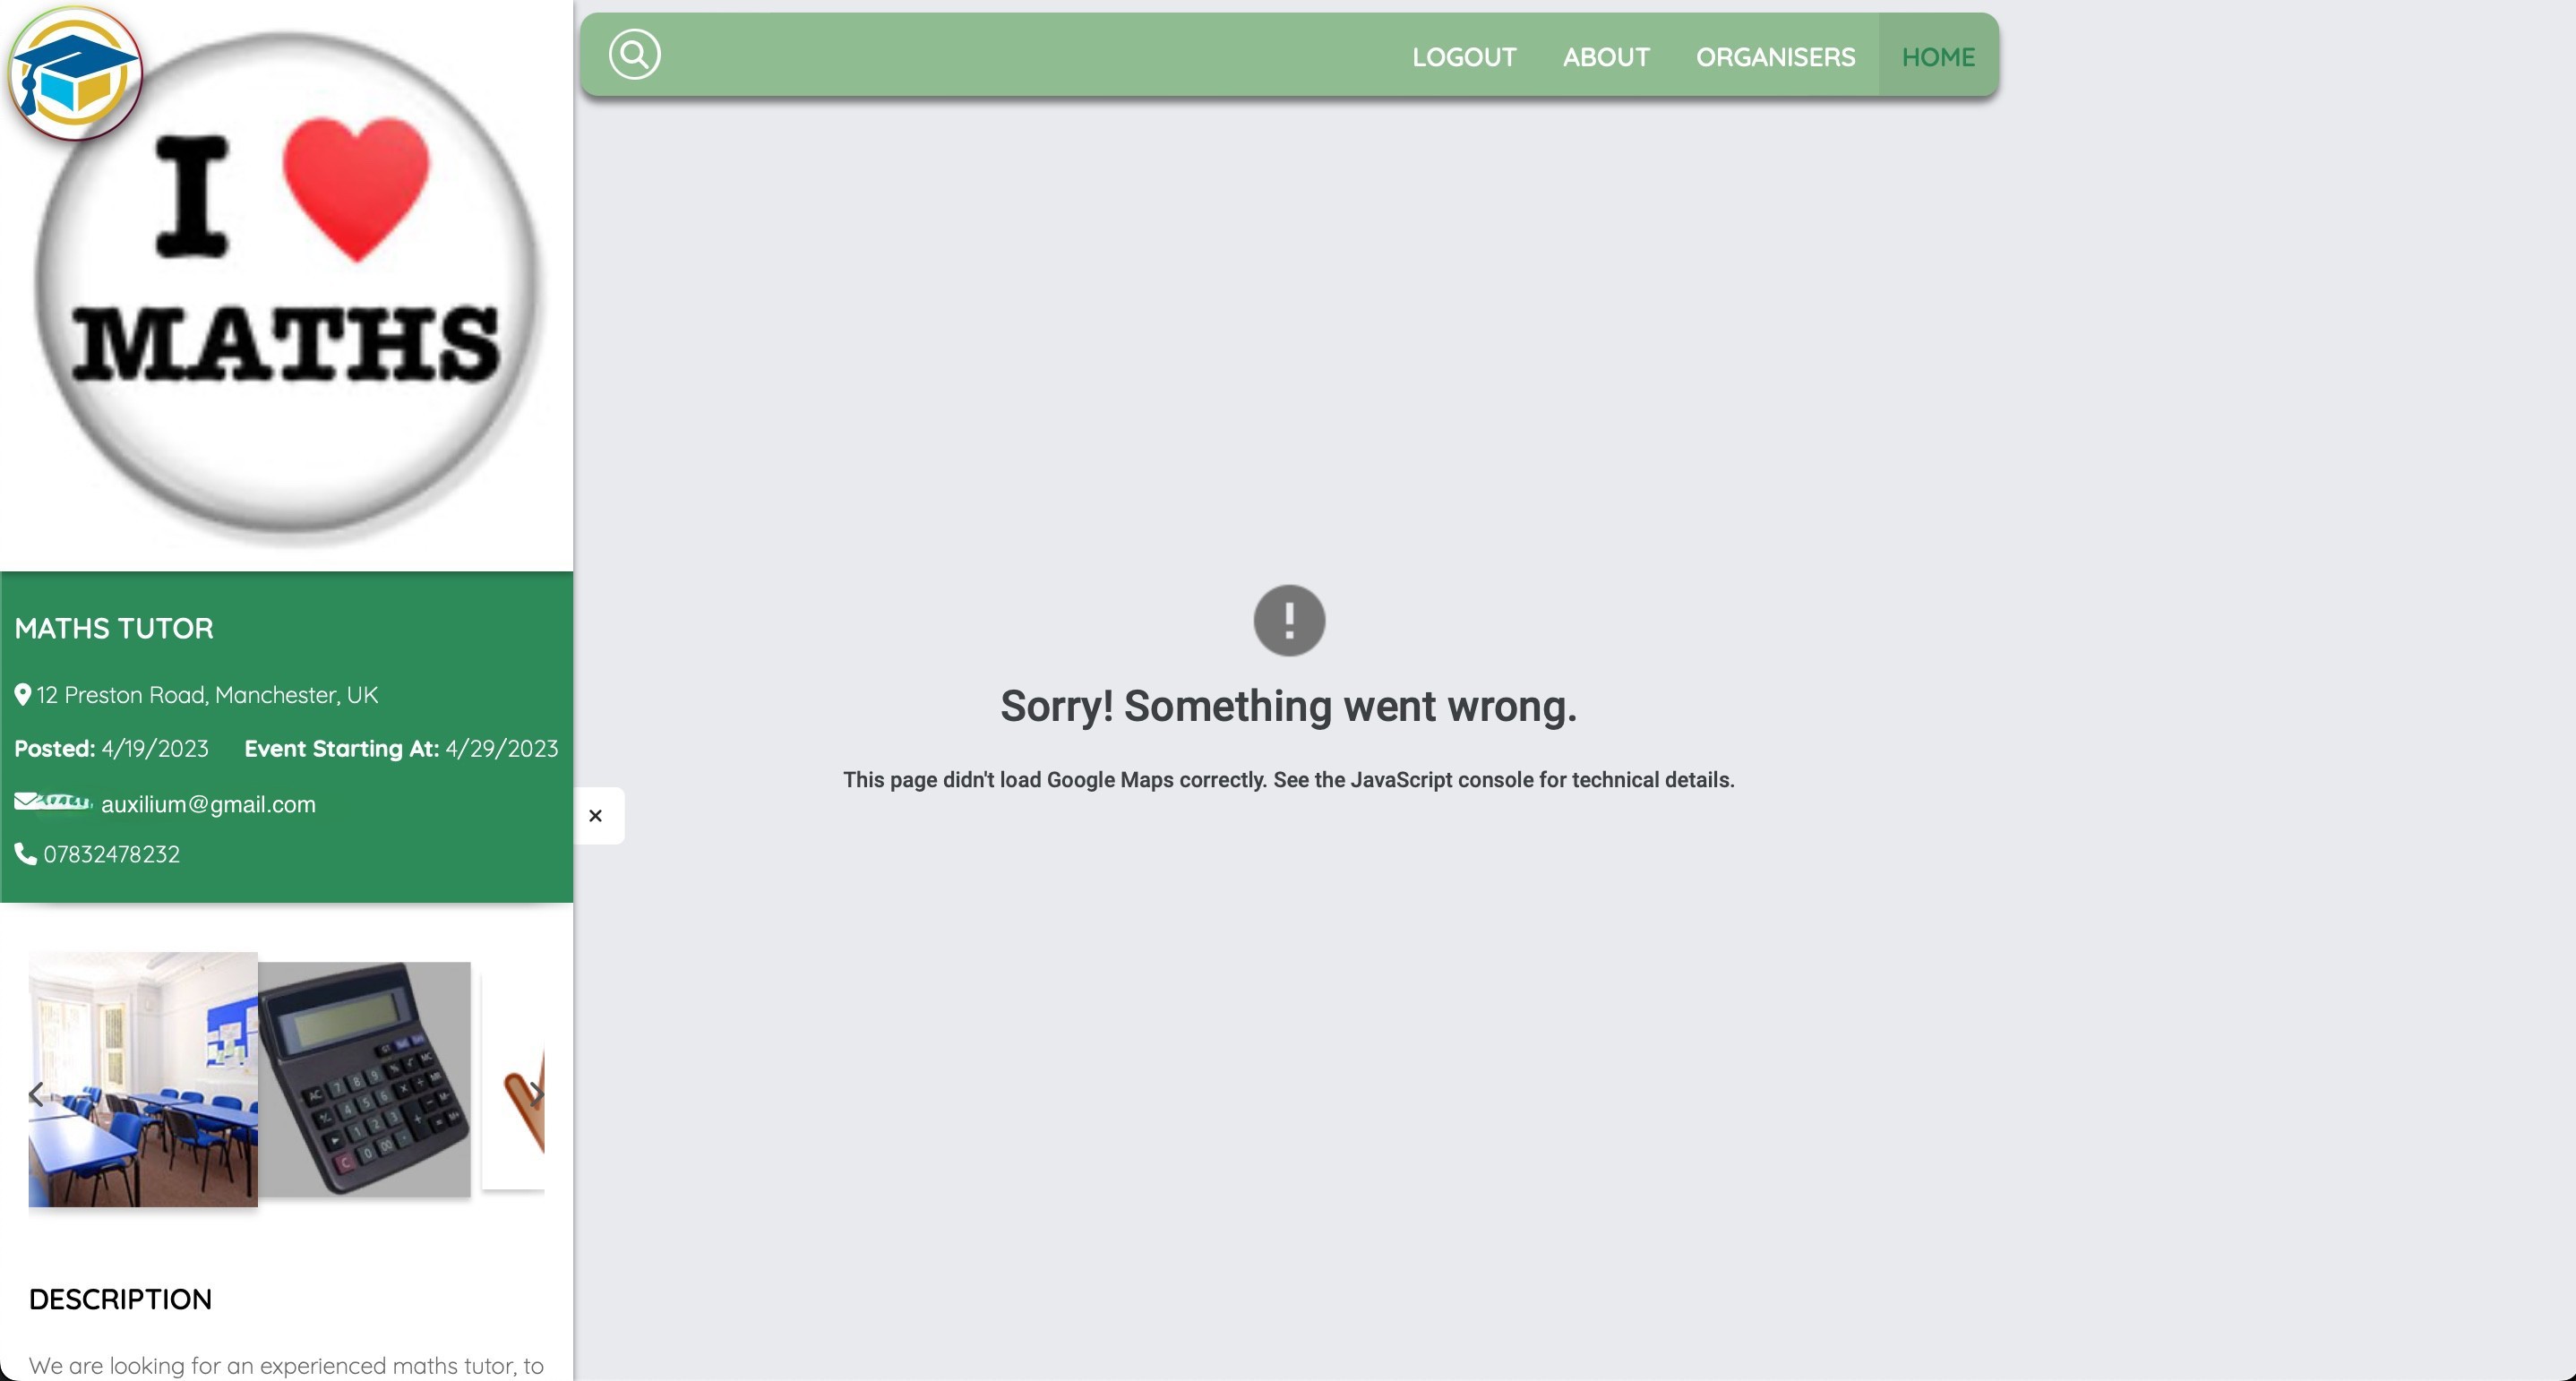 LOGOUT ABOUT ORGANISERS HOME
I
MATHS
MATHS TUTOR
12 Preston Road, Manchester, UK
Posted: 4/19/2023 Event Starting At: 4/29/2023
auxilium@gmail.com
07832478232
DESCRIPTION
We are looking for an experienced maths tutor, to
Sorry! Something went wrong.
This page didn't load Google Maps correctly. See the JavaScript console for technical details.